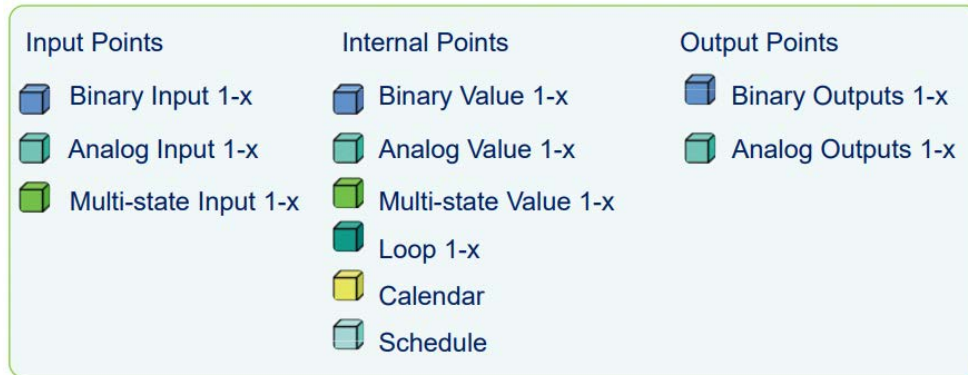 Input Points
Binary Input 1-x
Analog Input 1-x
Multi-state Input 1-x
Internal Points
Binary Value 1-x
Analog Value 1-x
Multi-state Value 1-x
Loop 1-x
Calendar
Schedule
Output Points
Binary Outputs 1-x
Analog Outputs 1-x